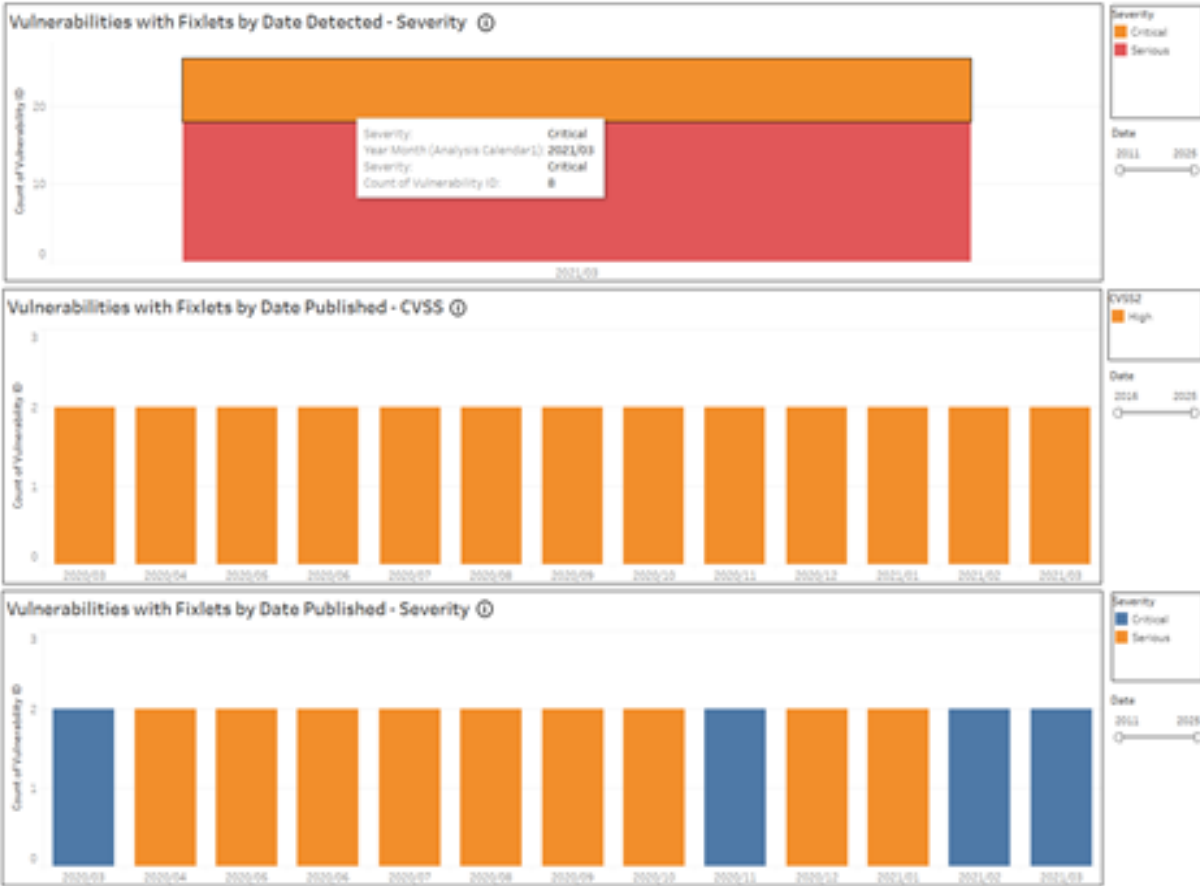 Vulnerabilities with Fixlets by Date Detected - Severity
Count of Vulnerability ID
20
10
0
2021/03
Severity: Critical
Year Month (Analysis Calendar1): 2021/03
Severity: Critical
Count of Vulnerability ID: 8
Severity
Critical
Serious
Date
2011 2025
Vulnerabilities with Fixlets by Date Published - CVSS
Count of Vulnerability ID
3
2
1
0
2020/03 2020/04 2020/05 2020/06 2020/07 2020/08 2020/09 2020/10 2020/11 2020/12 2021/01 2021/02 2021/03
CVSS2
High
Date
2016 2025
Vulnerabilities with Fixlets by Date Published - Severity
Count of Vulnerability ID
3
2
1
0
2020/03 2020/04 2020/05 2020/06 2020/07 2020/08 2020/09 2020/10 2020/11 2020/12 2021/01 2021/02 2021/03
Severity
Critical
Serious
Date
2011 2025